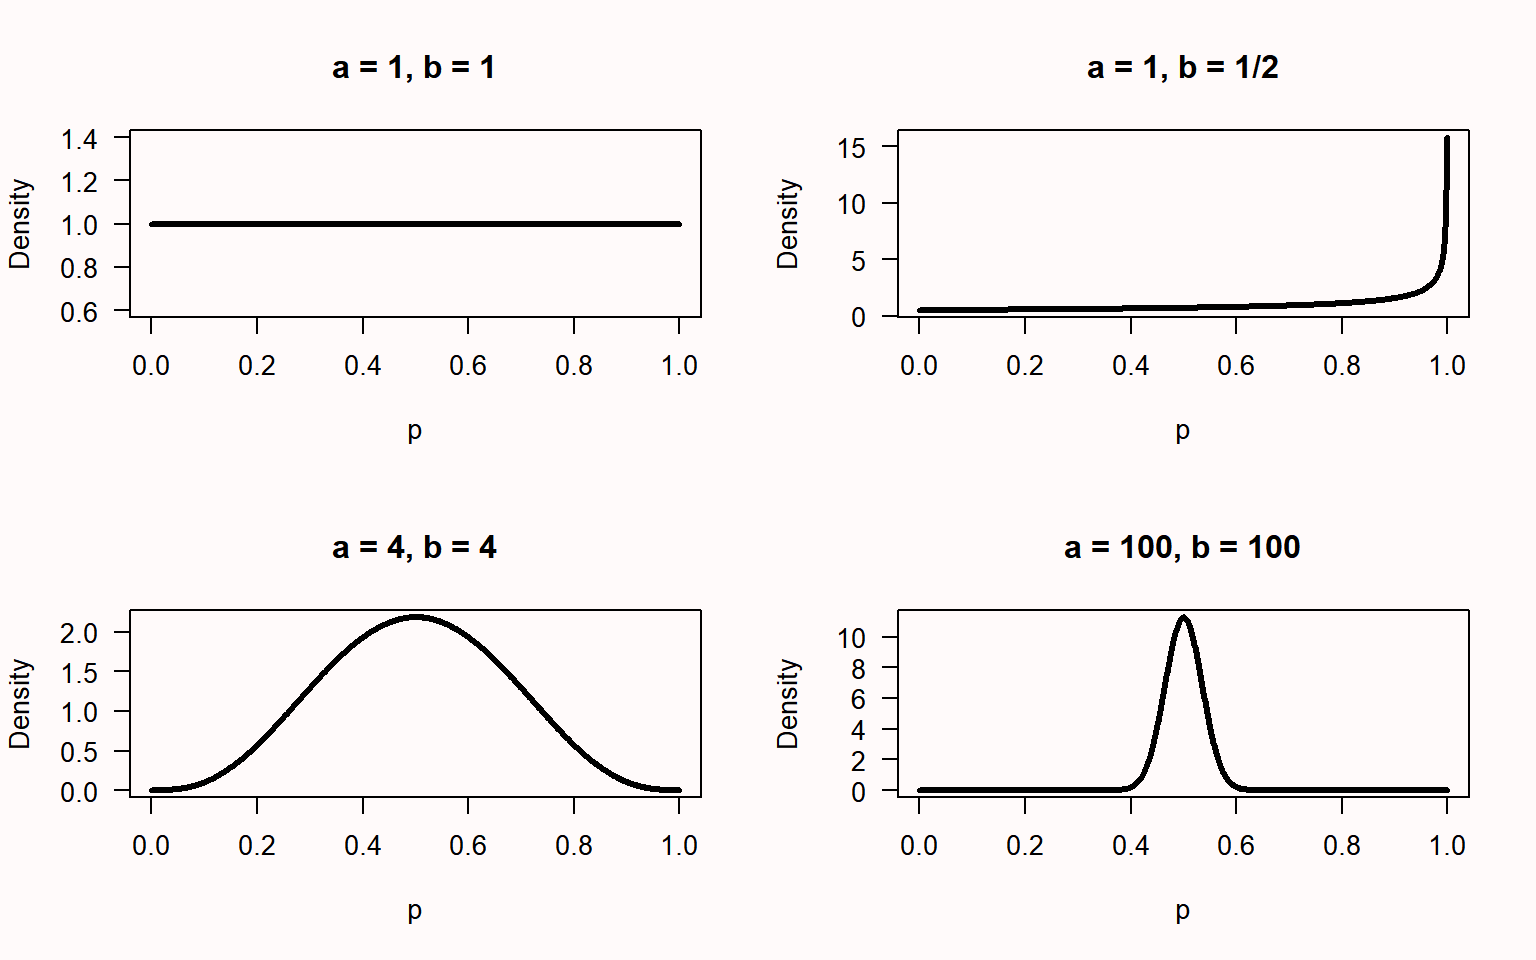 a = 1, b = 1
Density
1.4
1.2
1.0
0.8
0.6
0.0 0.2 0.4 0.6 0.8 1.0
p
a = 1, b = 1/2
Density
15
10
5
0
0.0 0.2 0.4 0.6 0.8 1.0
p
a = 4, b = 4
Density
2.0
1.5
1.0
0.5
0.0
0.0 0.2 0.4 0.6 0.8 1.0
p
a = 100, b = 100
Density
10
8
6
4
2
0
0.0 0.2 0.4 0.6 0.8 1.0
p